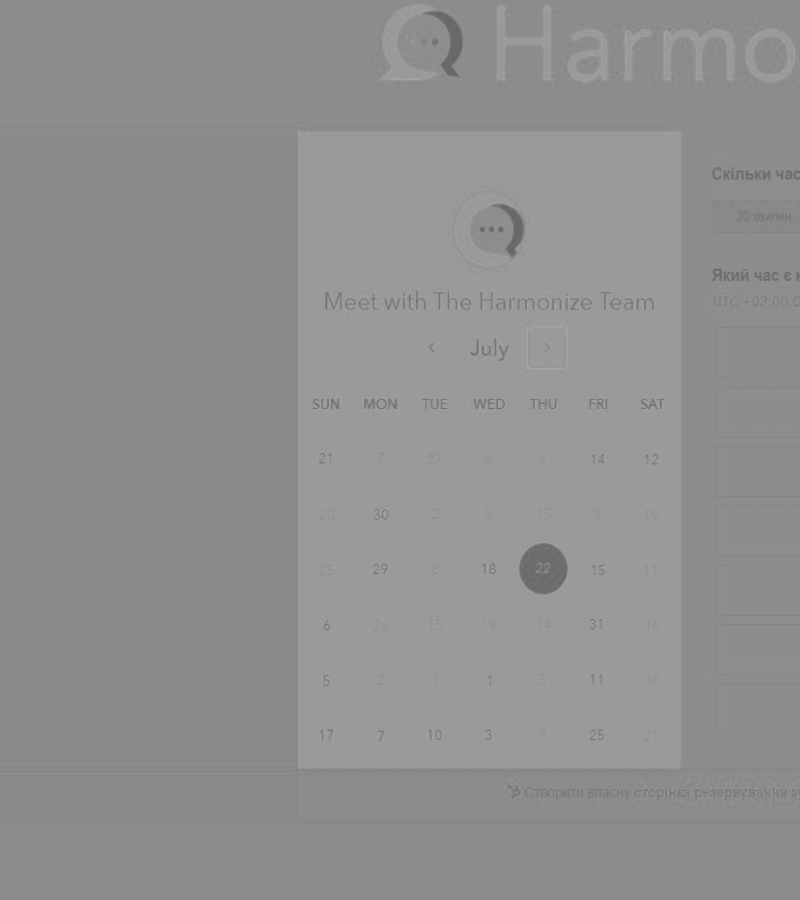 Harmo
Meet with The Harmonize Team
July
SUN MON TUE WED THU FRI SAT
21 7 27 4 4 14 12
20 30 2 5 15 8 19
25 29 8 18 22 15 11
6 26 15 19 14 31 16
5 2 1 1 5 11 16
17 7 10 3 8 25
Скільки час
30 хвилин
Який час є
UTC +03:00
Створити власну сторінка резервування